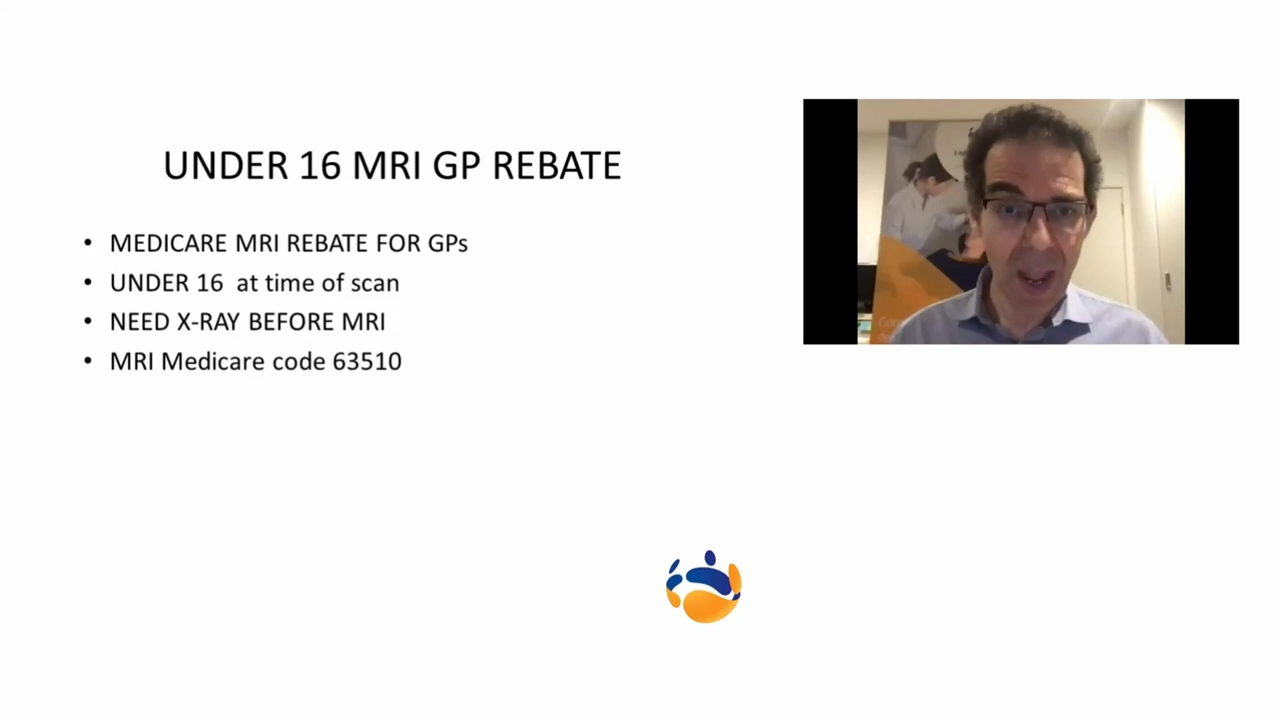 UNDER 16 MRI GP REBATE
• MEDICARE MRI REBATE FOR GPs
• UNDER 16 at time of scan
• NEED X-RAY BEFORE MRI
• MRI Medicare code 63510